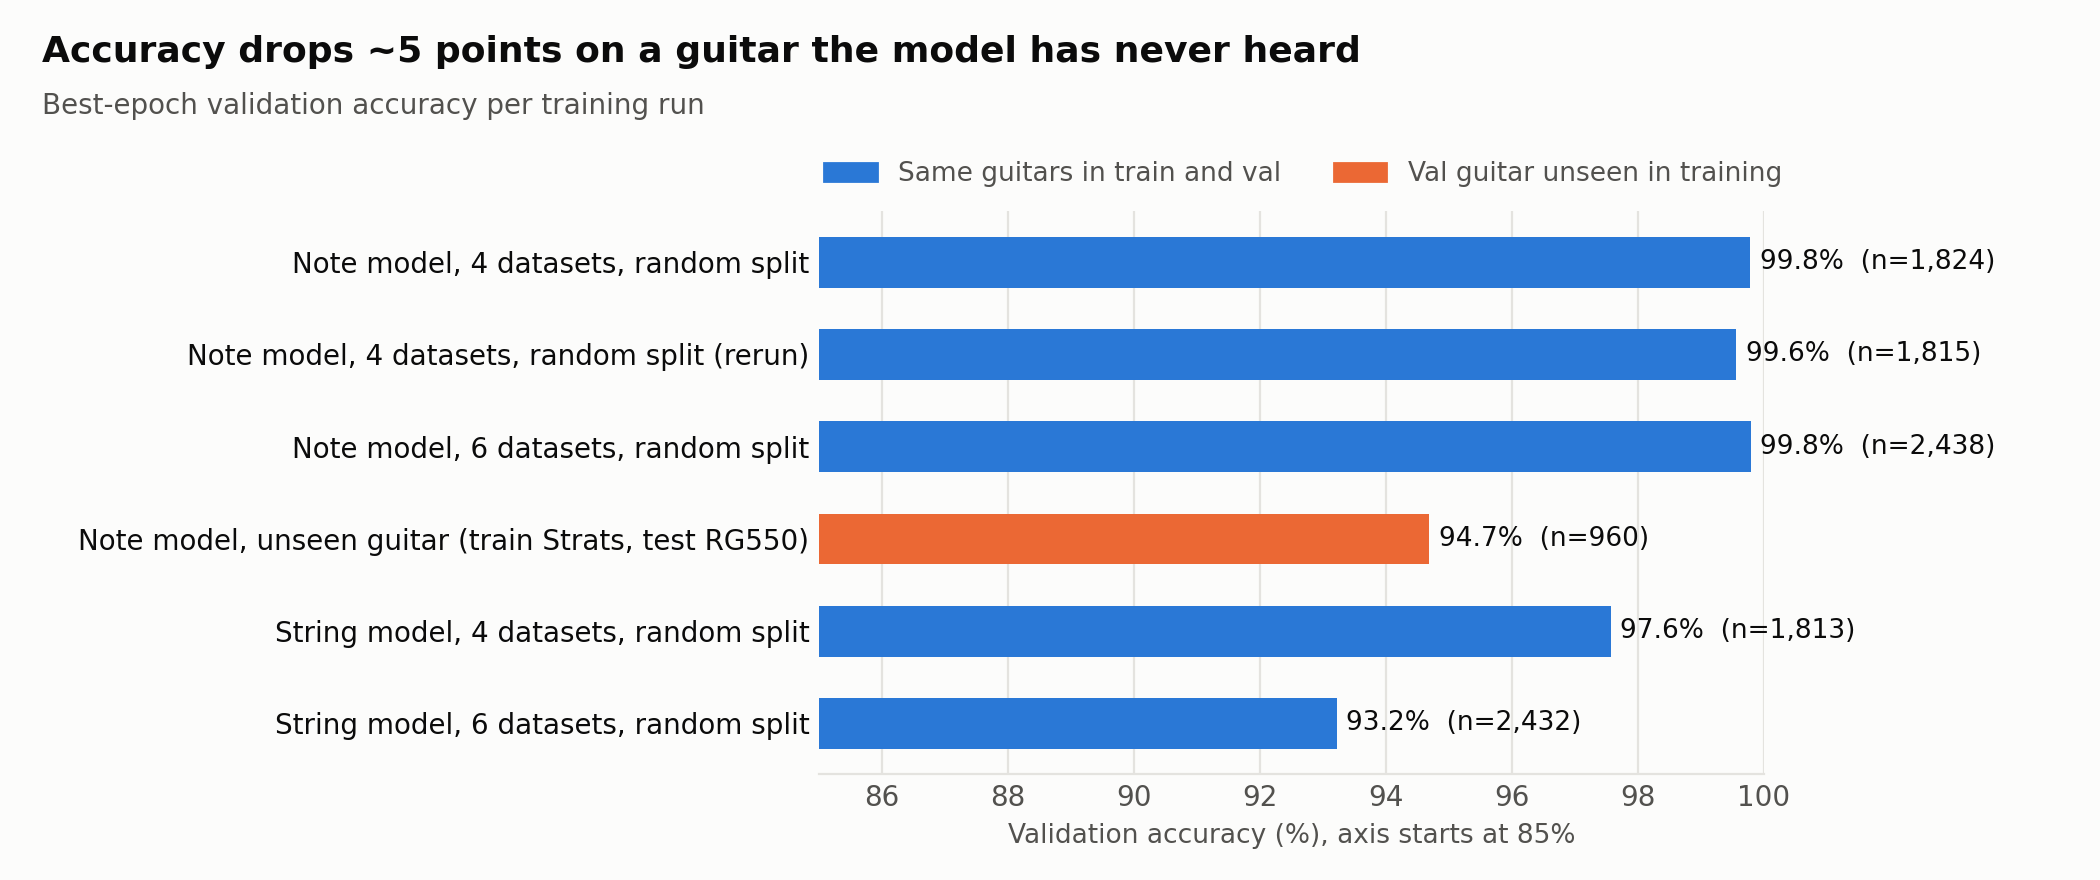 Accuracy drops ~5 points on a guitar the model has never heard
Best-epoch validation accuracy per training run
Same guitars in train and val
Val guitar unseen in training
Note model, 4 datasets, random split
99.8%  (n=1,824)
Note model, 4 datasets, random split (rerun)
99.6%  (n=1,815)
Note model, 6 datasets, random split
99.8%  (n=2,438)
Note model, unseen guitar (train Strats, test RG550)
94.7%  (n=960)
String model, 4 datasets, random split
97.6%  (n=1,813)
String model, 6 datasets, random split
93.2%  (n=2,432)
86 88 90 92 94 96 98 100
Validation accuracy (%), axis starts at 85%